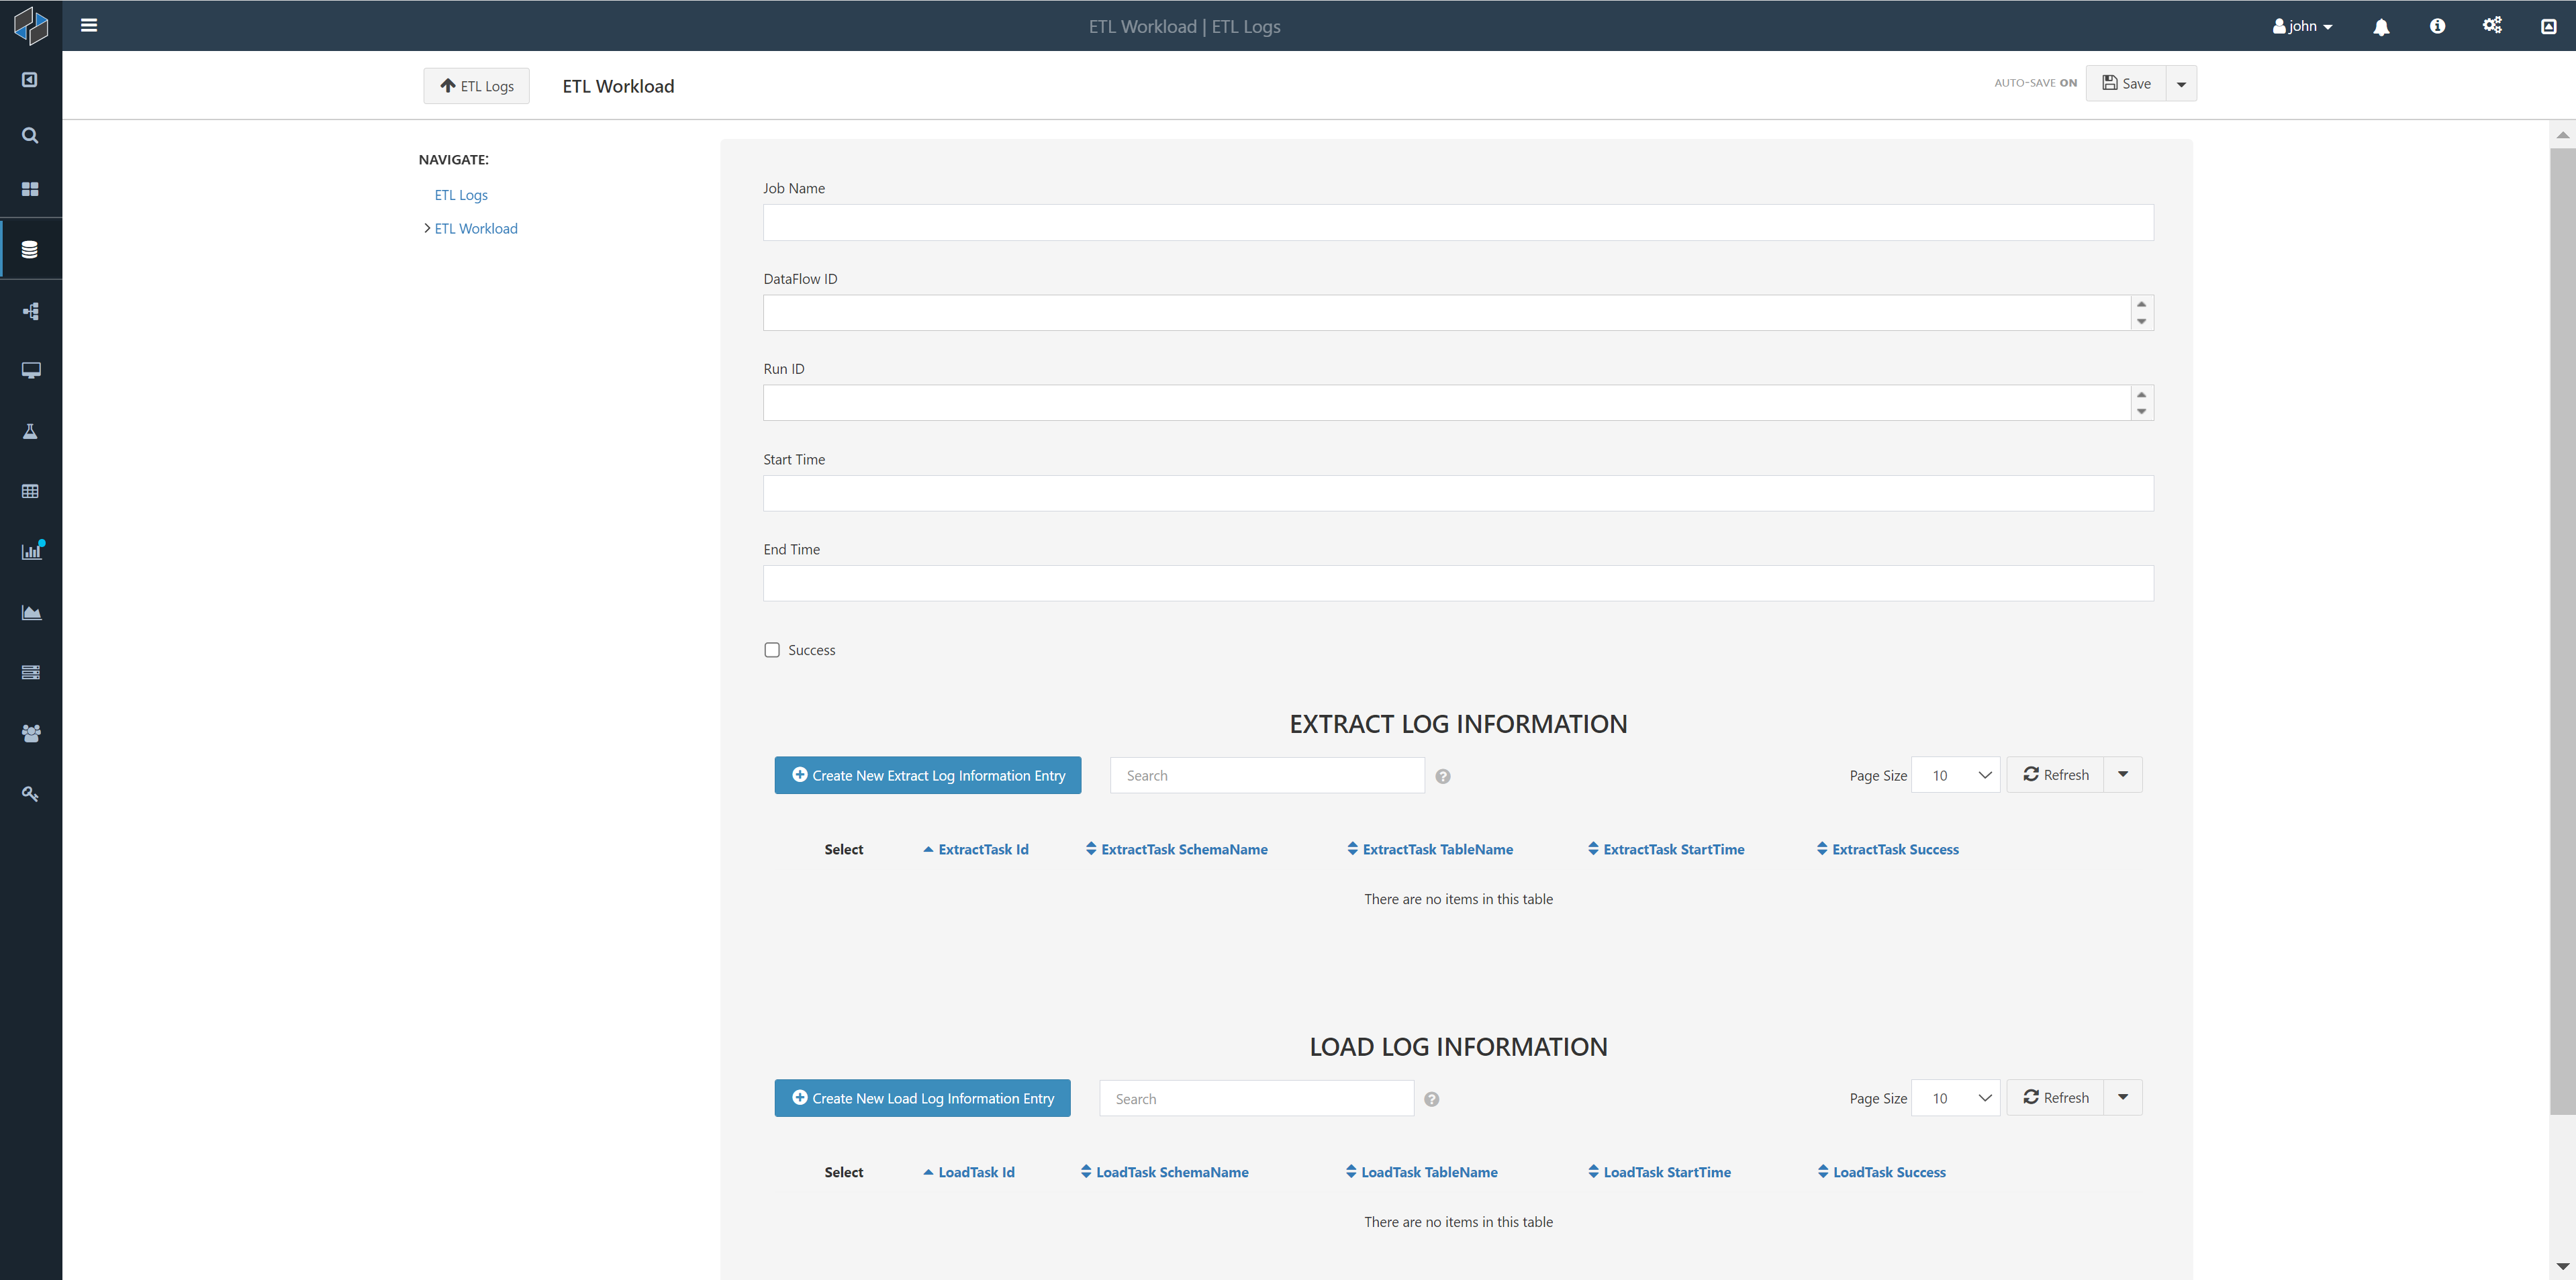 ETL Workload | ETL Logs
john
ETL Logs
ETL Workload
AUTO-SAVE ON
Save
NAVIGATE:
ETL Logs
ETL Workload
Job Name
DataFlow ID
Run ID
Start Time
End Time
Success
EXTRACT LOG INFORMATION
Create New Extract Log Information Entry
Search
?
Page Size
10
Refresh
Select
ExtractTask Id
ExtractTask SchemaName
ExtractTask TableName
ExtractTask StartTime
ExtractTask Success
There are no items in this table
LOAD LOG INFORMATION
Create New Load Log Information Entry
Search
?
Page Size
10
Refresh
Select
LoadTask Id
LoadTask SchemaName
LoadTask TableName
LoadTask StartTime
LoadTask Success
There are no items in this table